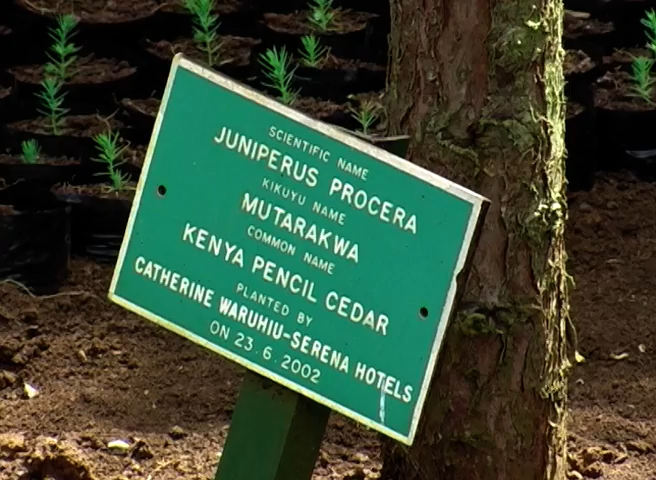 SCIENTIFIC NAME
JUNIPERUS PROCERA
KIKUYU NAME
MUTARAKWA
COMMON NAME
KENYA PENCIL CEDAR
PLANTED BY
CATHERINE WARUHIU-SERENA HOTELS
ON 23.6.2002